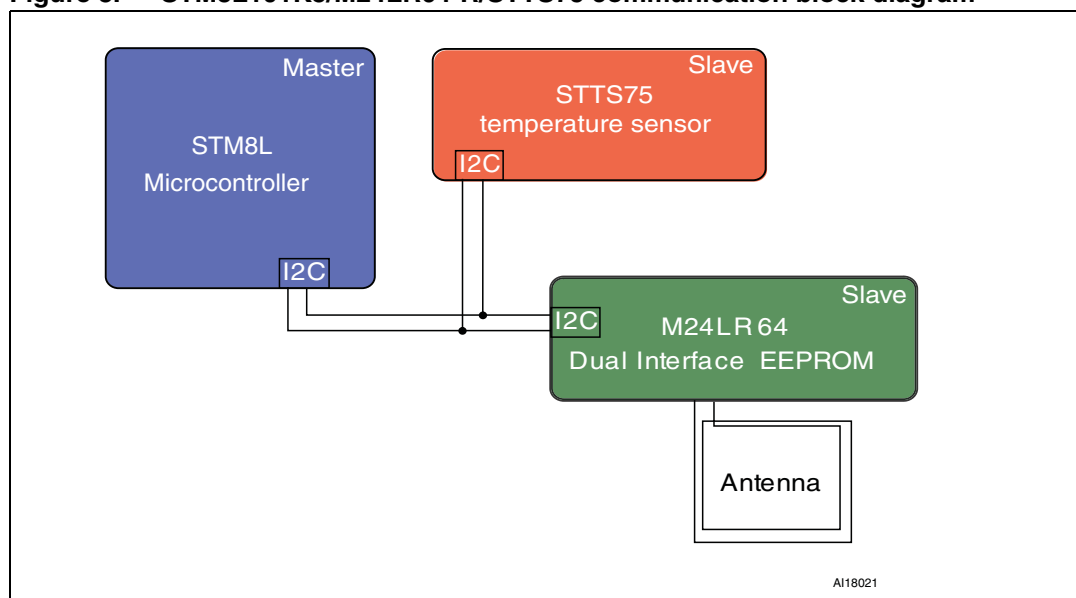 Master
STM8L
Microcontroller
I2C
Slave
STTS75
temperature sensor
I2C
Slave
I2C
M24LR64
Dual Interface EEPROM
Antenna
AI18021